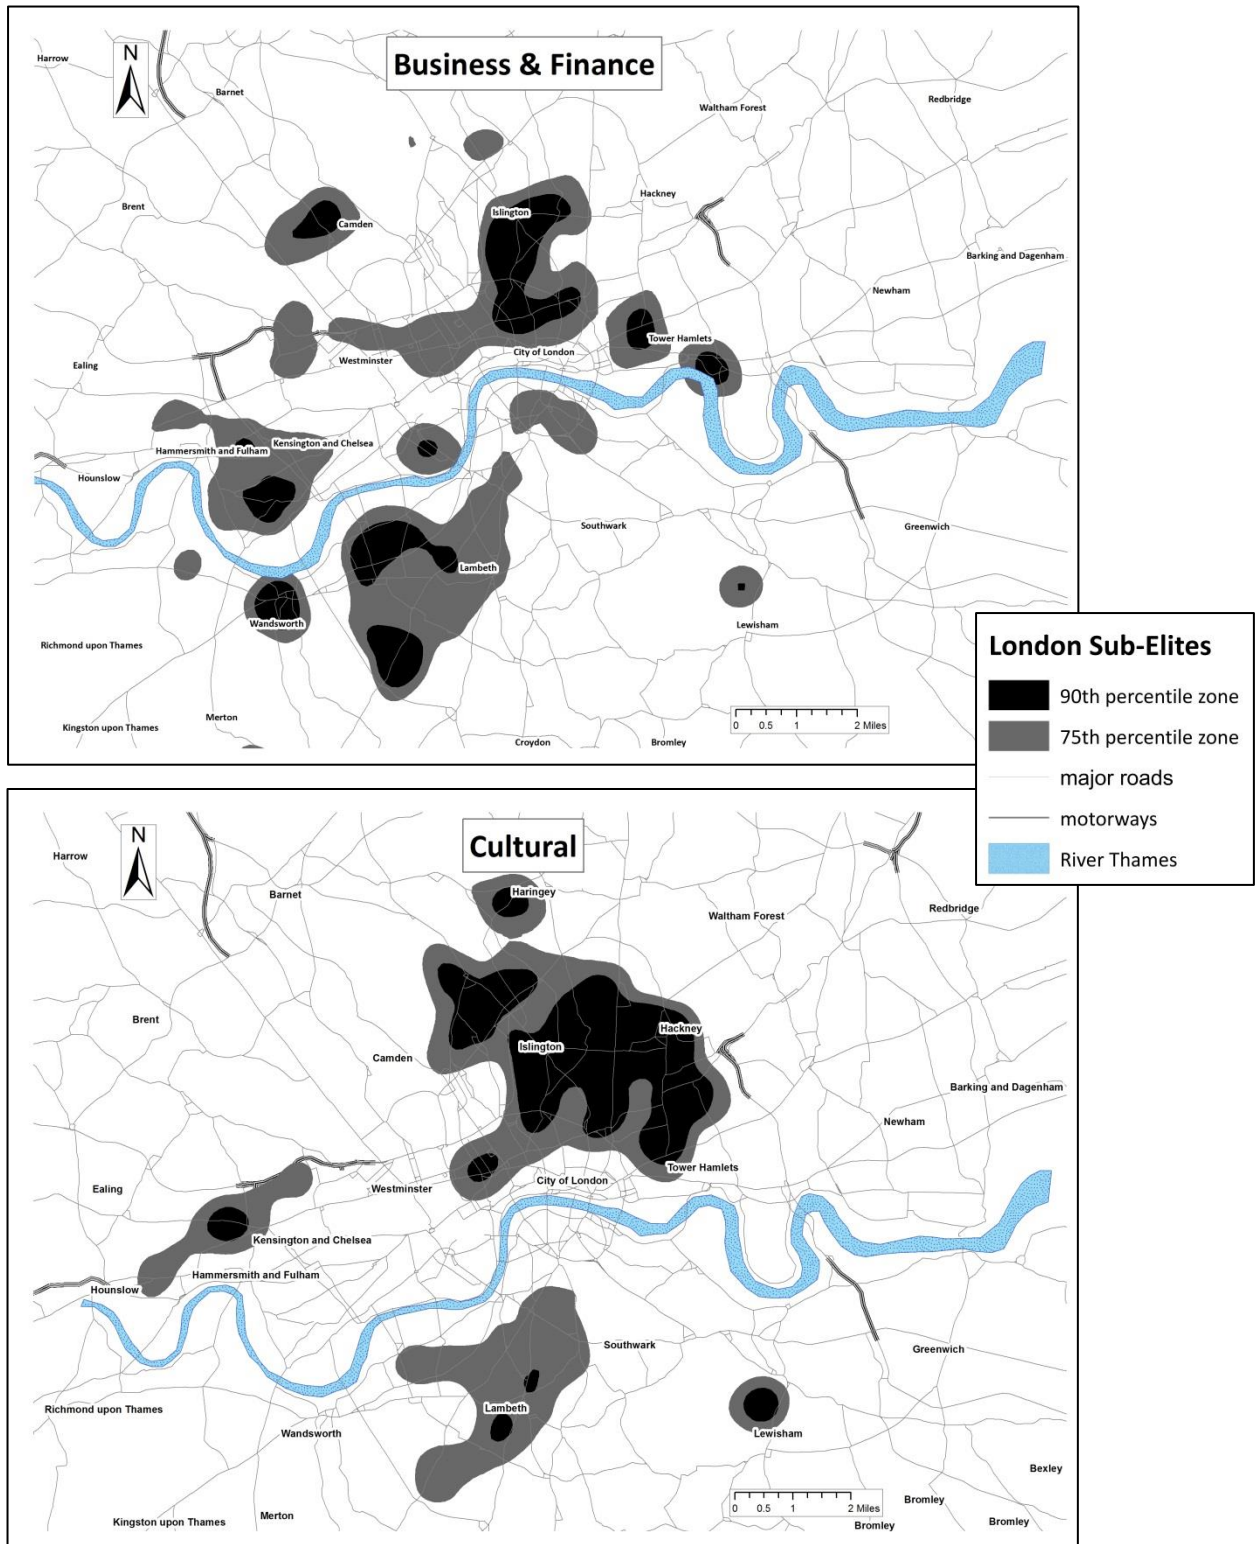 Business & Finance
N
Harrow
Barnet
Waltham Forest
Redbridge
Brent
Camden
Islington
Hackney
Barking and Dagenham
Newham
Tower Hamlets
Ealing
Westminster
City of London
Kensington and Chelsea
Hammersmith and Fulham
Hounslow
Southwark
Greenwich
Lambeth
Wandsworth
Lewisham
Richmond upon Thames
Kingston upon Thames
Merton
Croydon
Bromley
0 0.5 1 2 Miles
London Sub-Elites
90th percentile zone
75th percentile zone
major roads
motorways
River Thames
Cultural
N
Harrow
Barnet
Haringey
Waltham Forest
Redbridge
Brent
Hackney
Islington
Camden
Barking and Dagenham
Newham
Tower Hamlets
Ealing
Westminster
City of London
Kensington and Chelsea
Hammersmith and Fulham
Hounslow
Southwark
Greenwich
Richmond upon Thames
Lambeth
Wandsworth
Lewisham
Bexley
Bromley
0 0.5 1 2 Miles
Kingston upon Thames
Merton
Bromley
Bromley